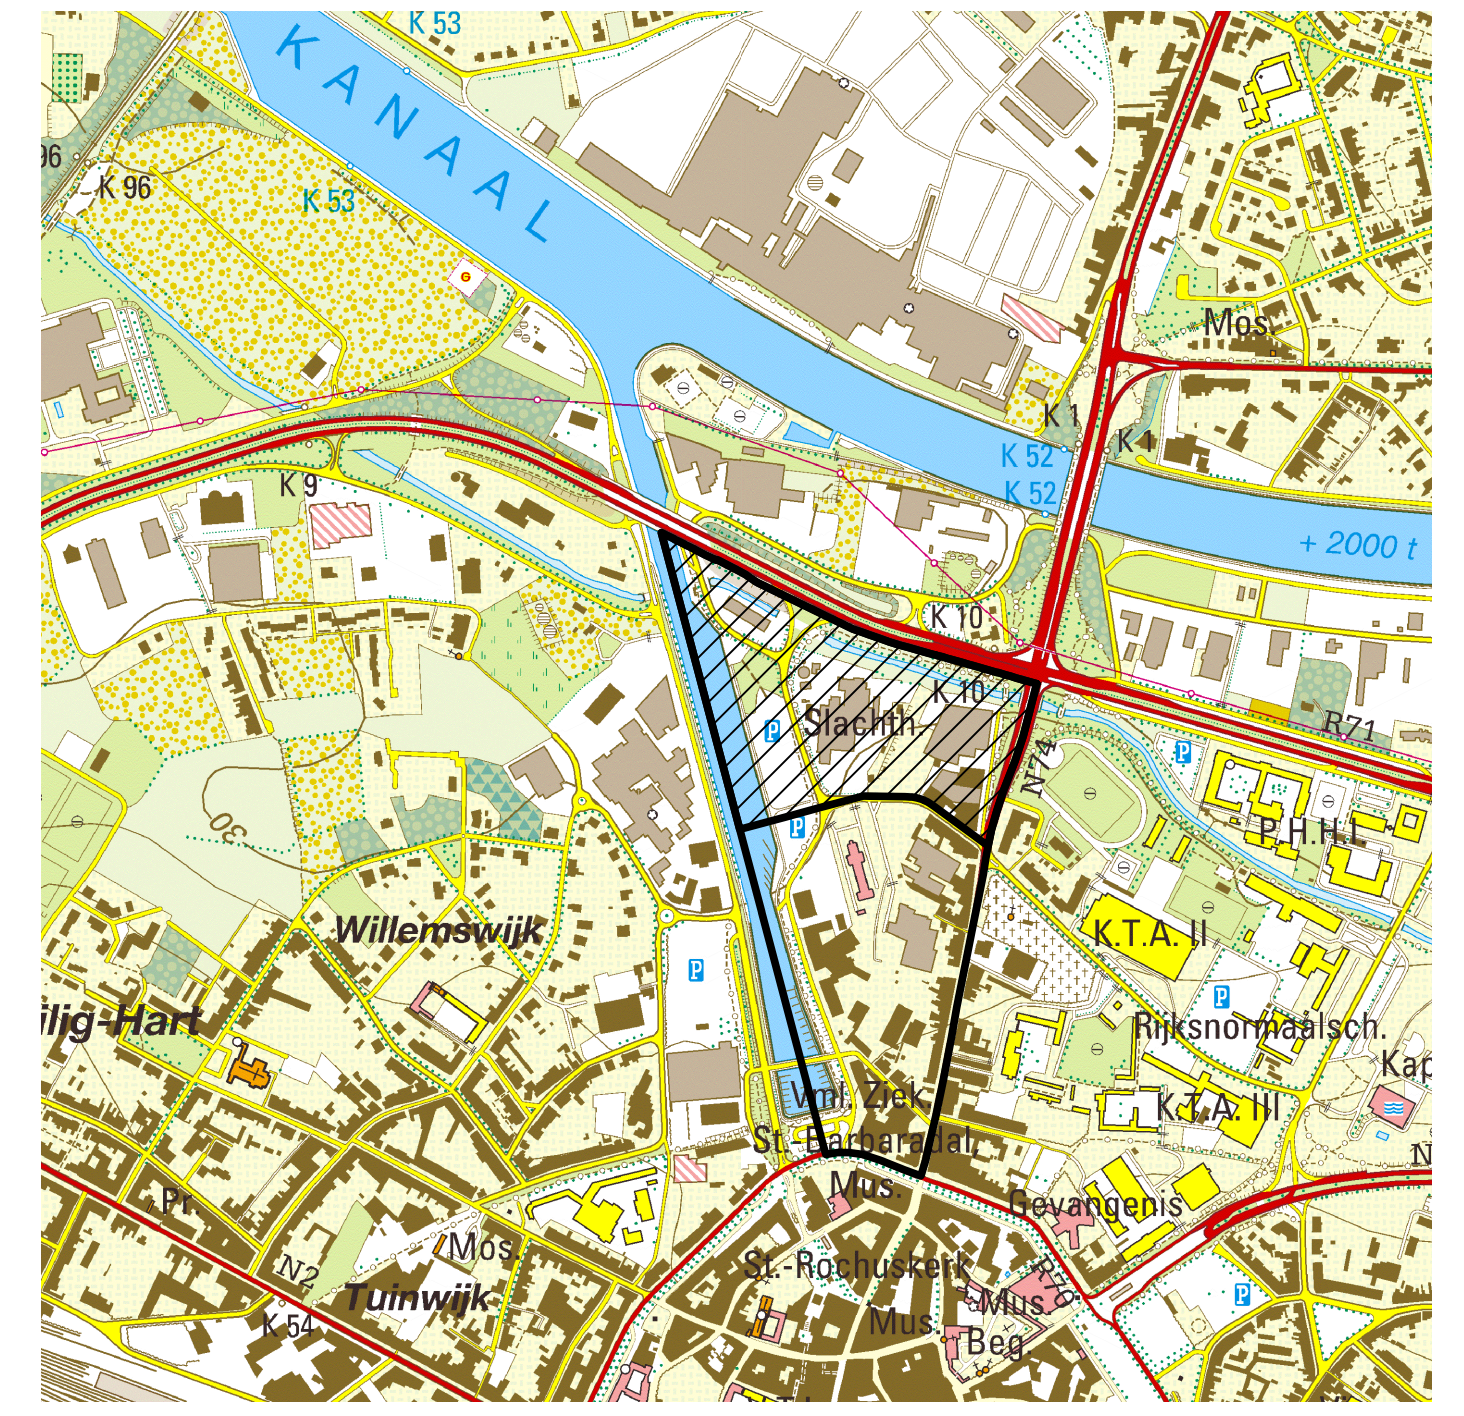 K 53
KANAAL
96
K 96
K 53
G
Mos.
K 1
K 1
K 52
K 52
K 9
+ 2000 t
K 10
K 10
Slachth.
P
R71
P
N74
30
P
P.H.H.I.
Willemswijk
K.T.A. II
P
P
ilig-Hart
Rijksnormaalsch.
Kap
Vml. Ziek.
K.T.A. III
St.-Barbaradal,
N
Pr.
Mus.
Gevangenis
Mos.
N2
St.-Rochuskerk
R70
Tuinwijk
Mus.
P
K 54
Mus
Beg.